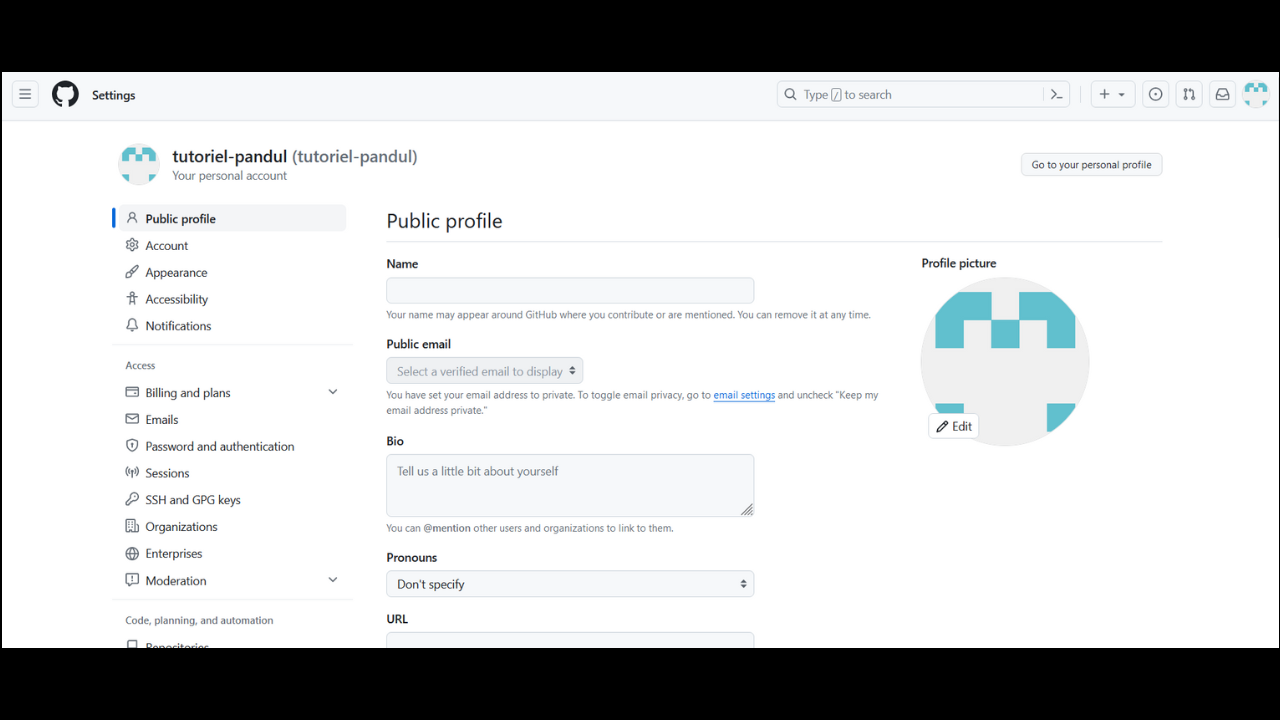 Settings
Type / to search
tutoriel-pandul (tutoriel-pandul)
Your personal account
Go to your personal profile
Public profile
Account
Appearance
Accessibility
Notifications
Access
Billing and plans
Emails
Password and authentication
Sessions
SSH and GPG keys
Organizations
Enterprises
Moderation
Code, planning, and automation
Repositories
Public profile
Name
Your name may appear around GitHub where you contribute or are mentioned. You can remove it at any time.
Public email
Select a verified email to display
You have set your email address to private. To toggle email privacy, go to email settings and uncheck "Keep my
email address private."
Bio
Tell us a little bit about yourself
You can @mention other users and organizations to link to them.
Pronouns
Don't specify
URL
Profile picture
Edit